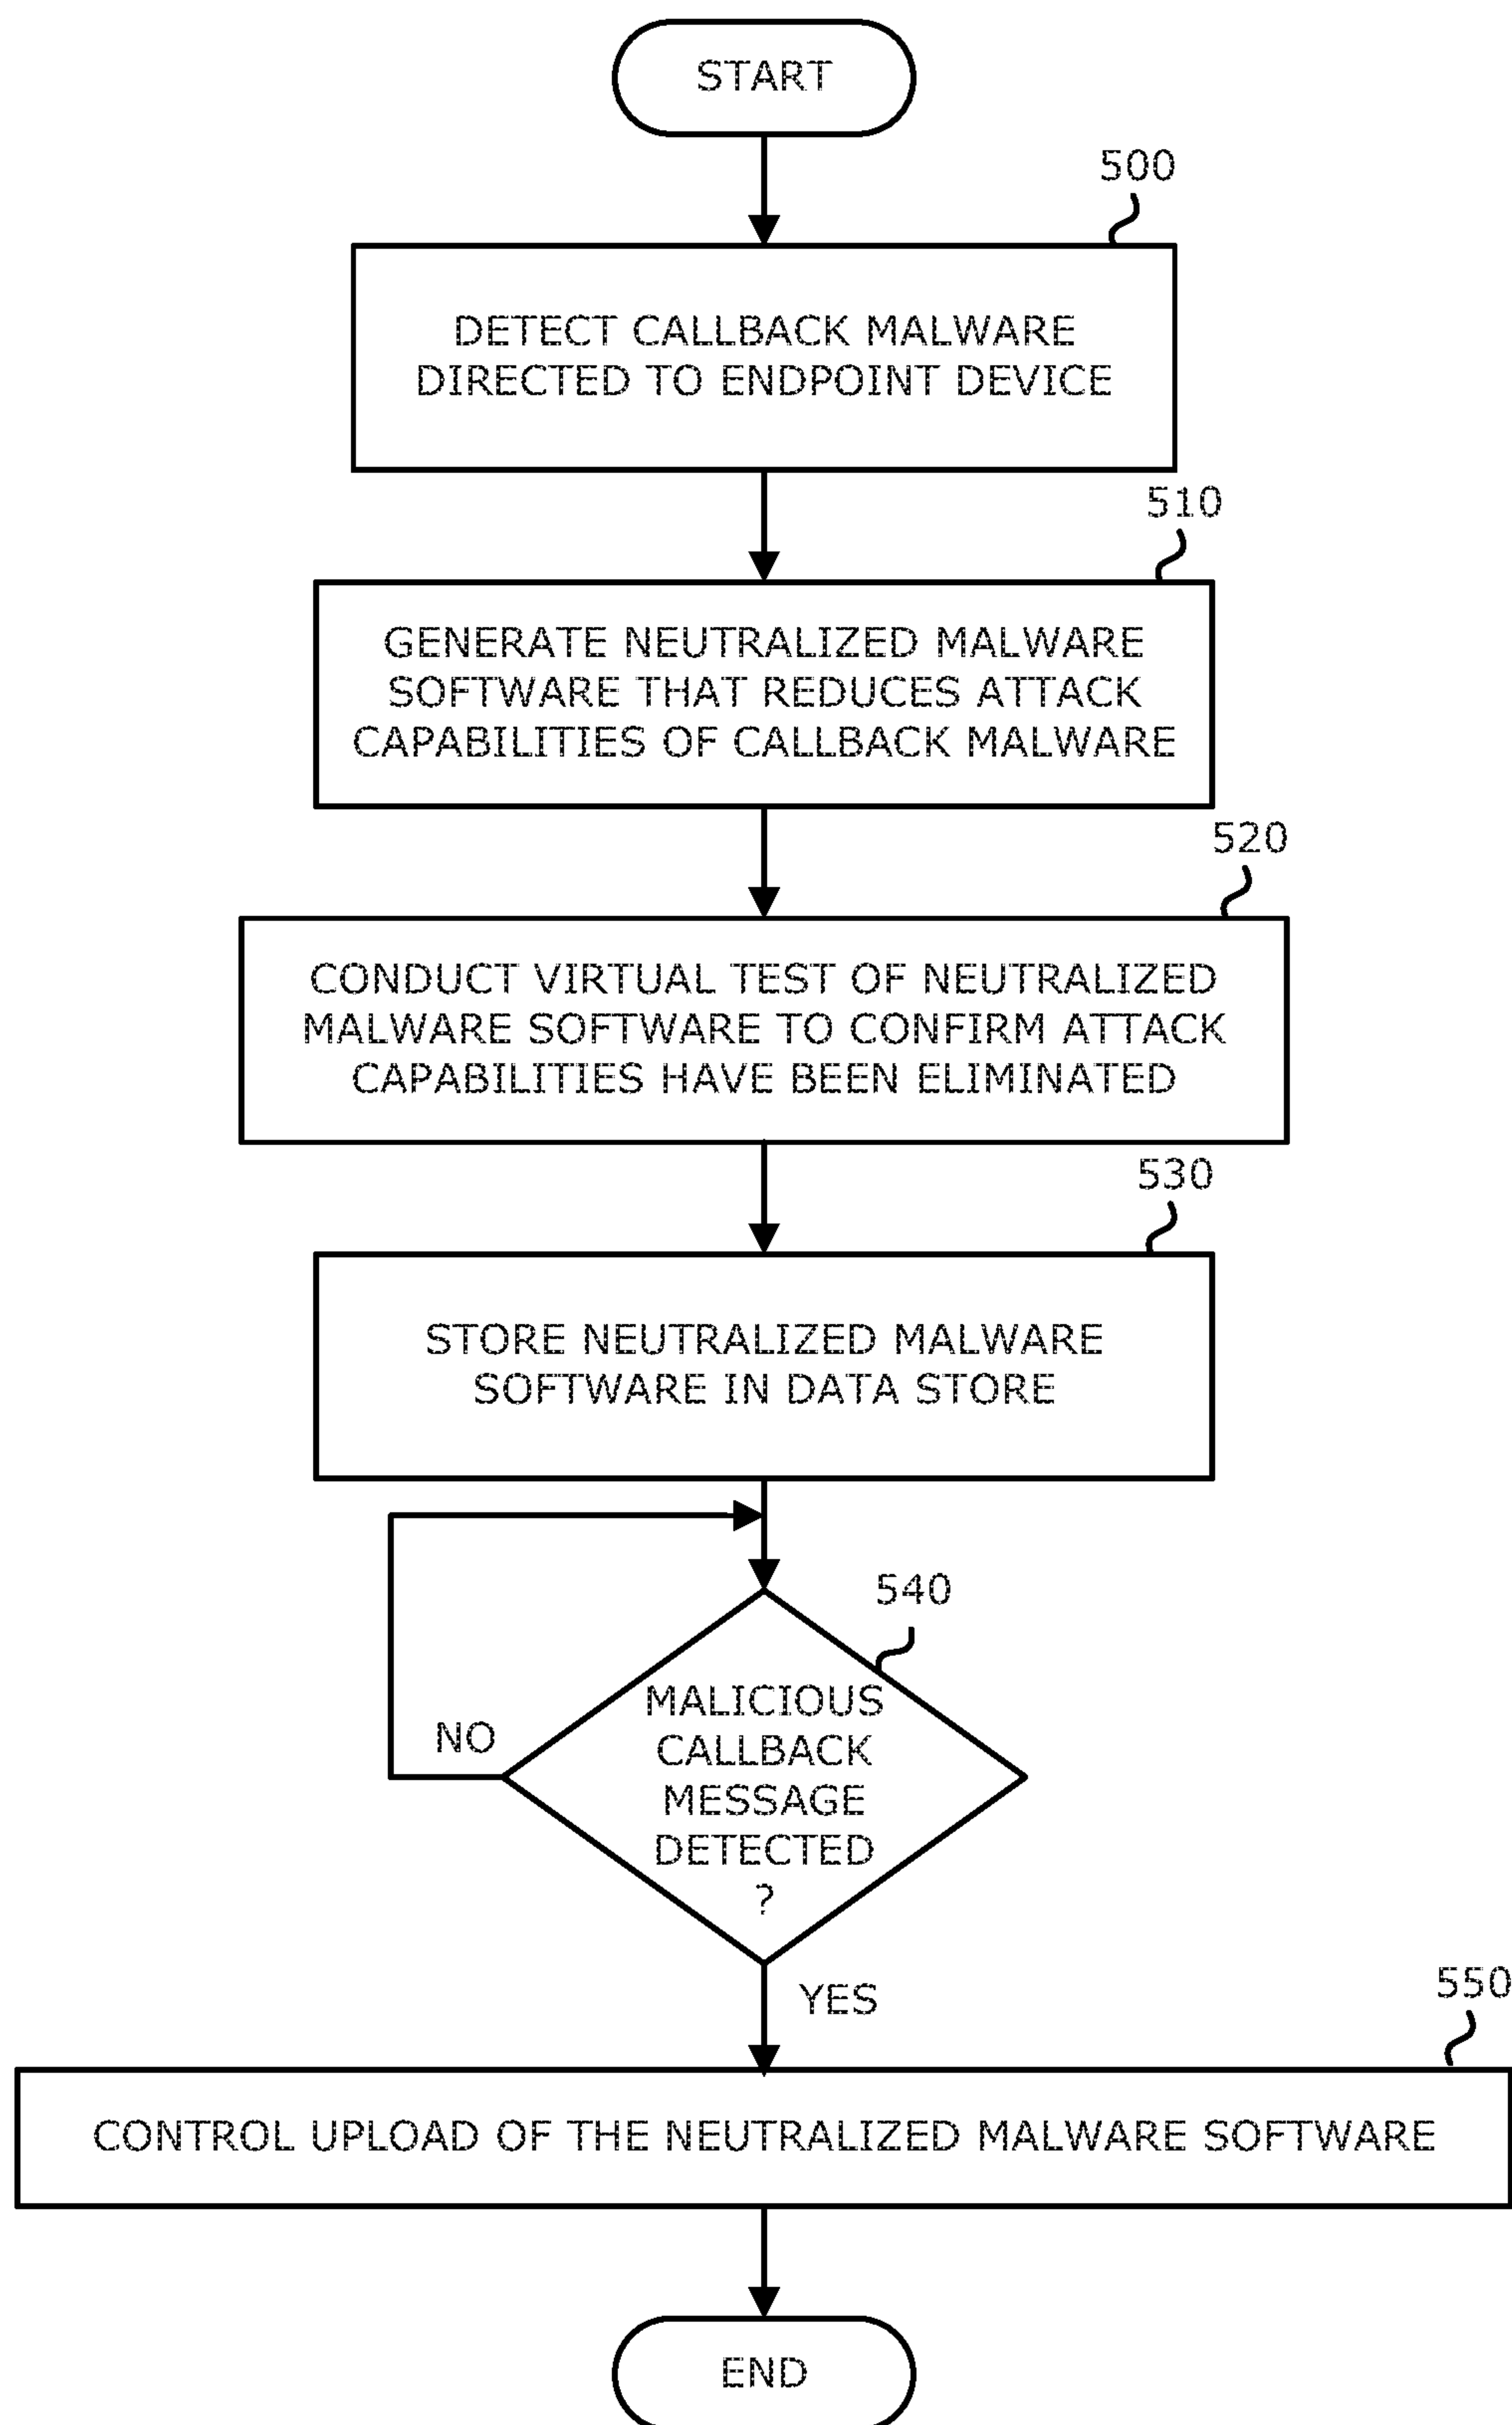 START
500
DETECT CALLBACK MALWARE
DIRECTED TO ENDPOINT DEVICE
510
GENERATE NEUTRALIZED MALWARE
SOFTWARE THAT REDUCES ATTACK
CAPABILITIES OF CALLBACK MALWARE
520
CONDUCT VIRTUAL TEST OF NEUTRALIZED
MALWARE SOFTWARE TO CONFIRM ATTACK
CAPABILITIES HAVE BEEN ELIMINATED
530
STORE NEUTRALIZED MALWARE
SOFTWARE IN DATA STORE
540
MALICIOUS
CALLBACK
MESSAGE
DETECTED
?
NO
YES
550
CONTROL UPLOAD OF THE NEUTRALIZED MALWARE SOFTWARE
END